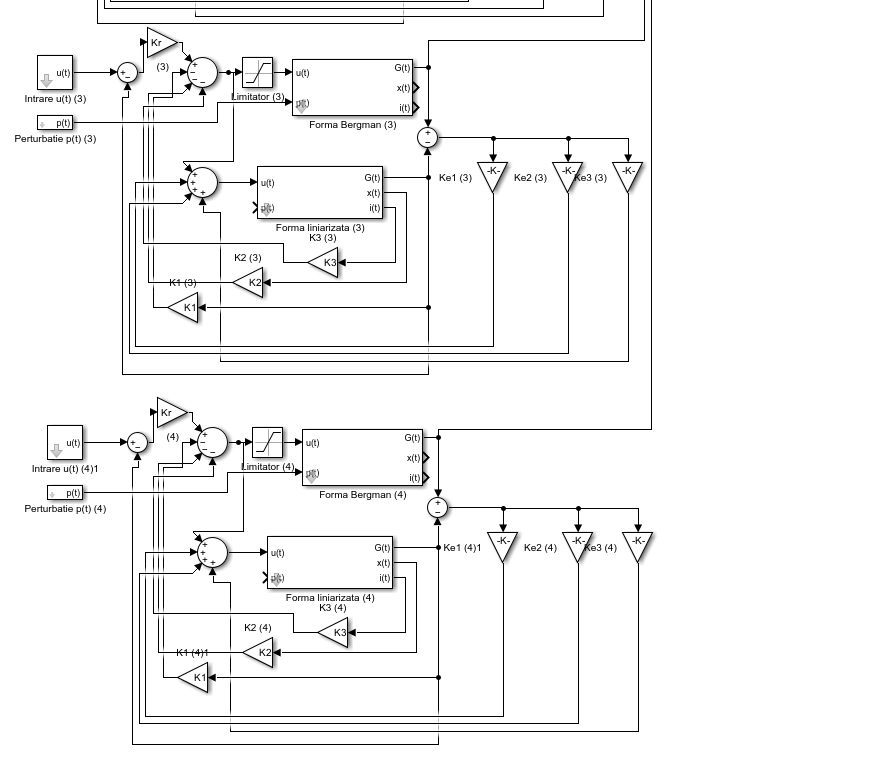 Kr
(3)
u(t)
Intrare u(t) (3)
p(t)
Perturbatie p(t) (3)
Limitator (3)
u(t)
p(t)
G(t)
x(t)
i(t)
Forma Bergman (3)
Ke1 (3)
-K-
Ke2 (3)
-K-
Ke3 (3)
-K-
u(t)
p(t)
G(t)
x(t)
i(t)
Forma liniarizata (3)
K3 (3)
K3
K2 (3)
K2
K1 (3)
K1
Kr
(4)
u(t)
Intrare u(t) (4)1
p(t)
Perturbatie p(t) (4)
Limitator (4)
u(t)
p(t)
G(t)
x(t)
i(t)
Forma Bergman (4)
Ke1 (4)1
-K-
Ke2 (4)
-K-
Ke3 (4)
-K-
u(t)
p(t)
G(t)
x(t)
i(t)
Forma liniarizata (4)
K3 (4)
K3
K2 (4)
K2
K1 (4)1
K1